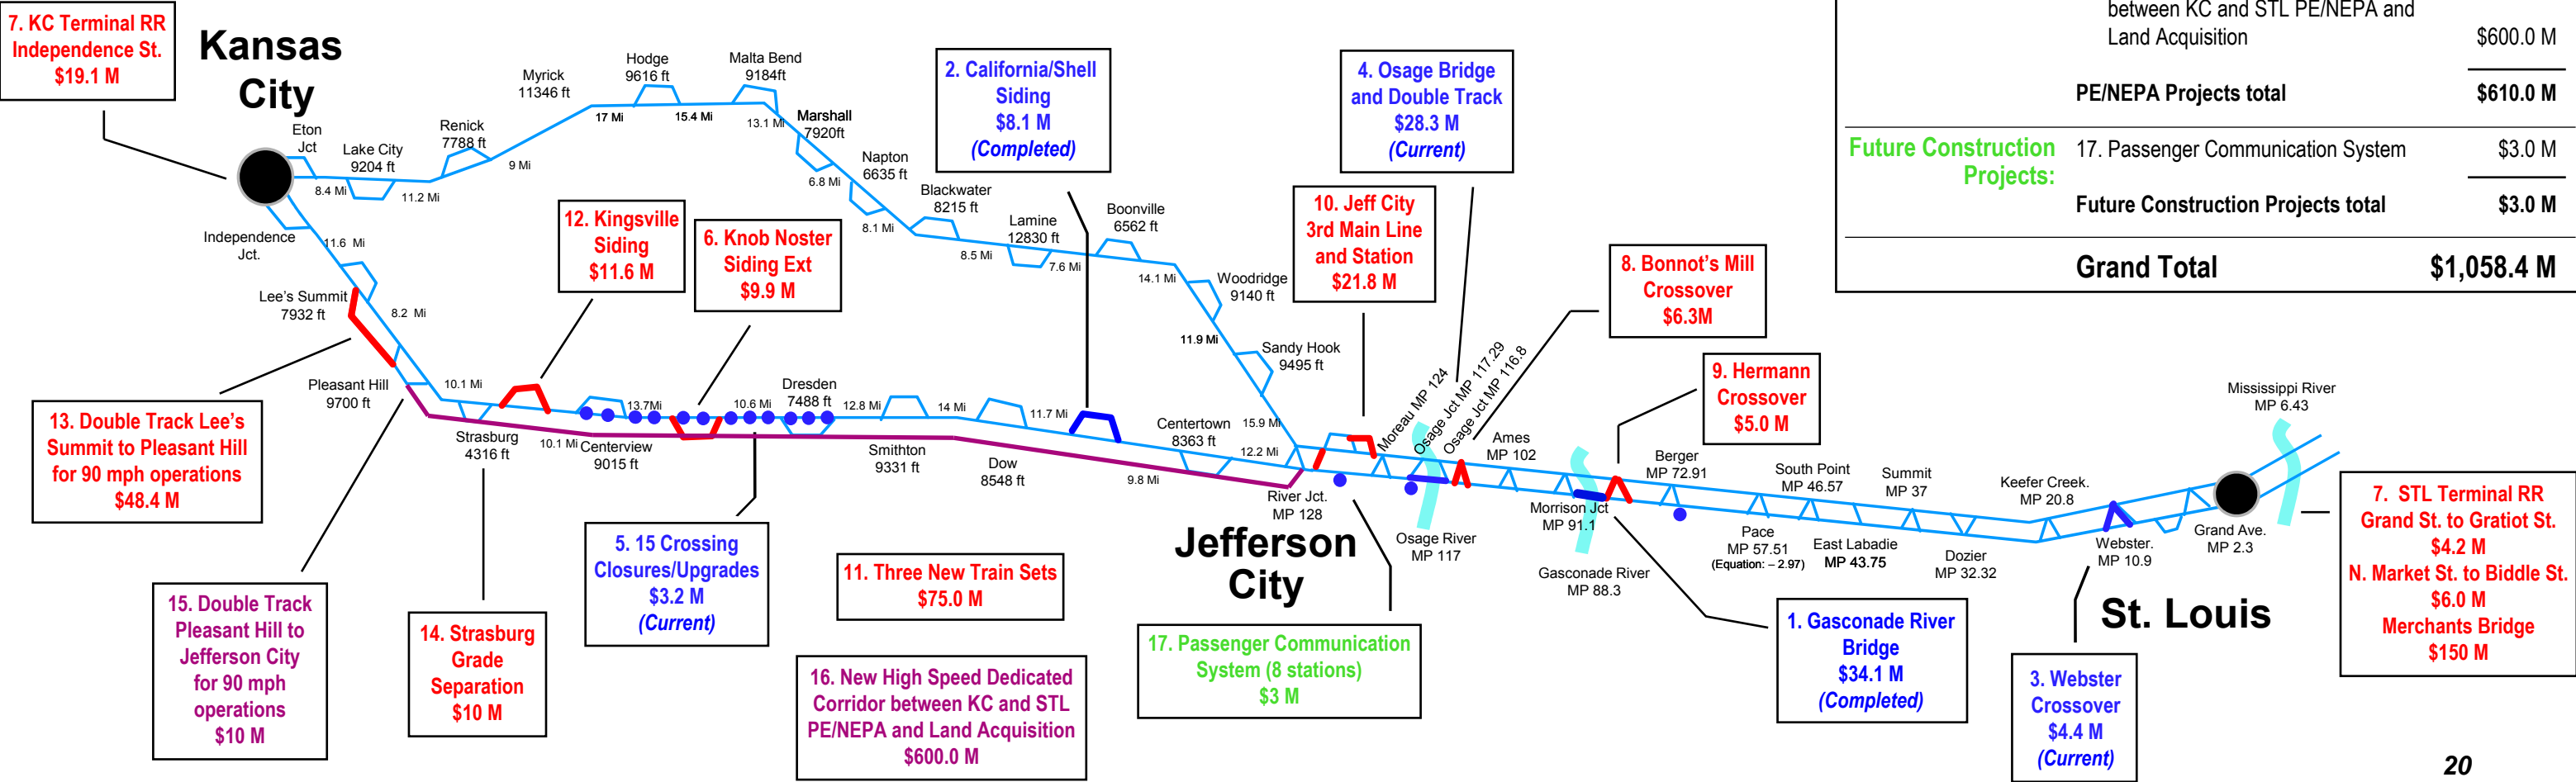 7. KC Terminal RR
Independence St.
$19.1 M
Kansas
City
Eton
Jct
Lake City
9204 ft
8.4 Mi
11.2 Mi
Renick
7788 ft
9 Mi
Myrick
11346 ft
17 Mi
Hodge
9616 ft
15.4 Mi
Malta Bend
9184ft
13.1 Mi
Marshall
7920ft
6.8 Mi
Napton
6635 ft
8.1 Mi
Blackwater
8215 ft
8.5 Mi
Lamine
12830 ft
7.6 Mi
Boonville
6562 ft
14.1 Mi
Woodridge
9140 ft
11.9 Mi
Sandy Hook
9495 ft
15.9 Mi
2. California/Shell
Siding
$8.1 M
(Completed)
4. Osage Bridge
and Double Track
$28.3 M
(Current)
10. Jeff City
3rd Main Line
and Station
$21.8 M
8. Bonnot's Mill
Crossover
$6.3M
9. Hermann
Crossover
$5.0 M
between KC and STL PE/NEPA and
Land Acquisition $600.0 M
PE/NEPA Projects total $610.0 M
Future Construction
Projects:
17. Passenger Communication System $3.0 M
Future Construction Projects total $3.0 M
Grand Total $1,058.4 M
Independence
Jct.
11.6 Mi
Lee's Summit
7932 ft
8.2 Mi
Pleasant Hill
9700 ft
10.1 Mi
12. Kingsville
Siding
$11.6 M
6. Knob Noster
Siding Ext
$9.9 M
Strasburg
4316 ft
10.1 Mi
Centerview
9015 ft
13.7Mi
10.6 Mi
Dresden
7488 ft
12.8 Mi
Smithton
9331 ft
14 Mi
Dow
8548 ft
11.7 Mi
9.8 Mi
Centertown
8363 ft
12.2 Mi
River Jct.
MP 128
Jefferson
City
Moreau MP 124
Osage Jct MP 117.29
Osage Jct MP 116.8
Osage River
MP 117
Ames
MP 102
Morrison Jct
MP 91.1
Gasconade River
MP 88.3
Berger
MP 72.91
Pace
MP 57.51
(Equation: – 2.97)
South Point
MP 46.57
East Labadie
MP 43.75
Summit
MP 37
Dozier
MP 32.32
Keefer Creek.
MP 20.8
Webster.
MP 10.9
Grand Ave.
MP 2.3
Mississippi River
MP 6.43
St. Louis
13. Double Track Lee's
Summit to Pleasant Hill
for 90 mph operations
$48.4 M
15. Double Track
Pleasant Hill to
Jefferson City
for 90 mph
operations
$10 M
14. Strasburg
Grade
Separation
$10 M
5. 15 Crossing
Closures/Upgrades
$3.2 M
(Current)
11. Three New Train Sets
$75.0 M
16. New High Speed Dedicated
Corridor between KC and STL
PE/NEPA and Land Acquisition
$600.0 M
17. Passenger Communication
System (8 stations)
$3 M
1. Gasconade River
Bridge
$34.1 M
(Completed)
3. Webster
Crossover
$4.4 M
(Current)
7. STL Terminal RR
Grand St. to Gratiot St.
$4.2 M
N. Market St. to Biddle St.
$6.0 M
Merchants Bridge
$150 M
20